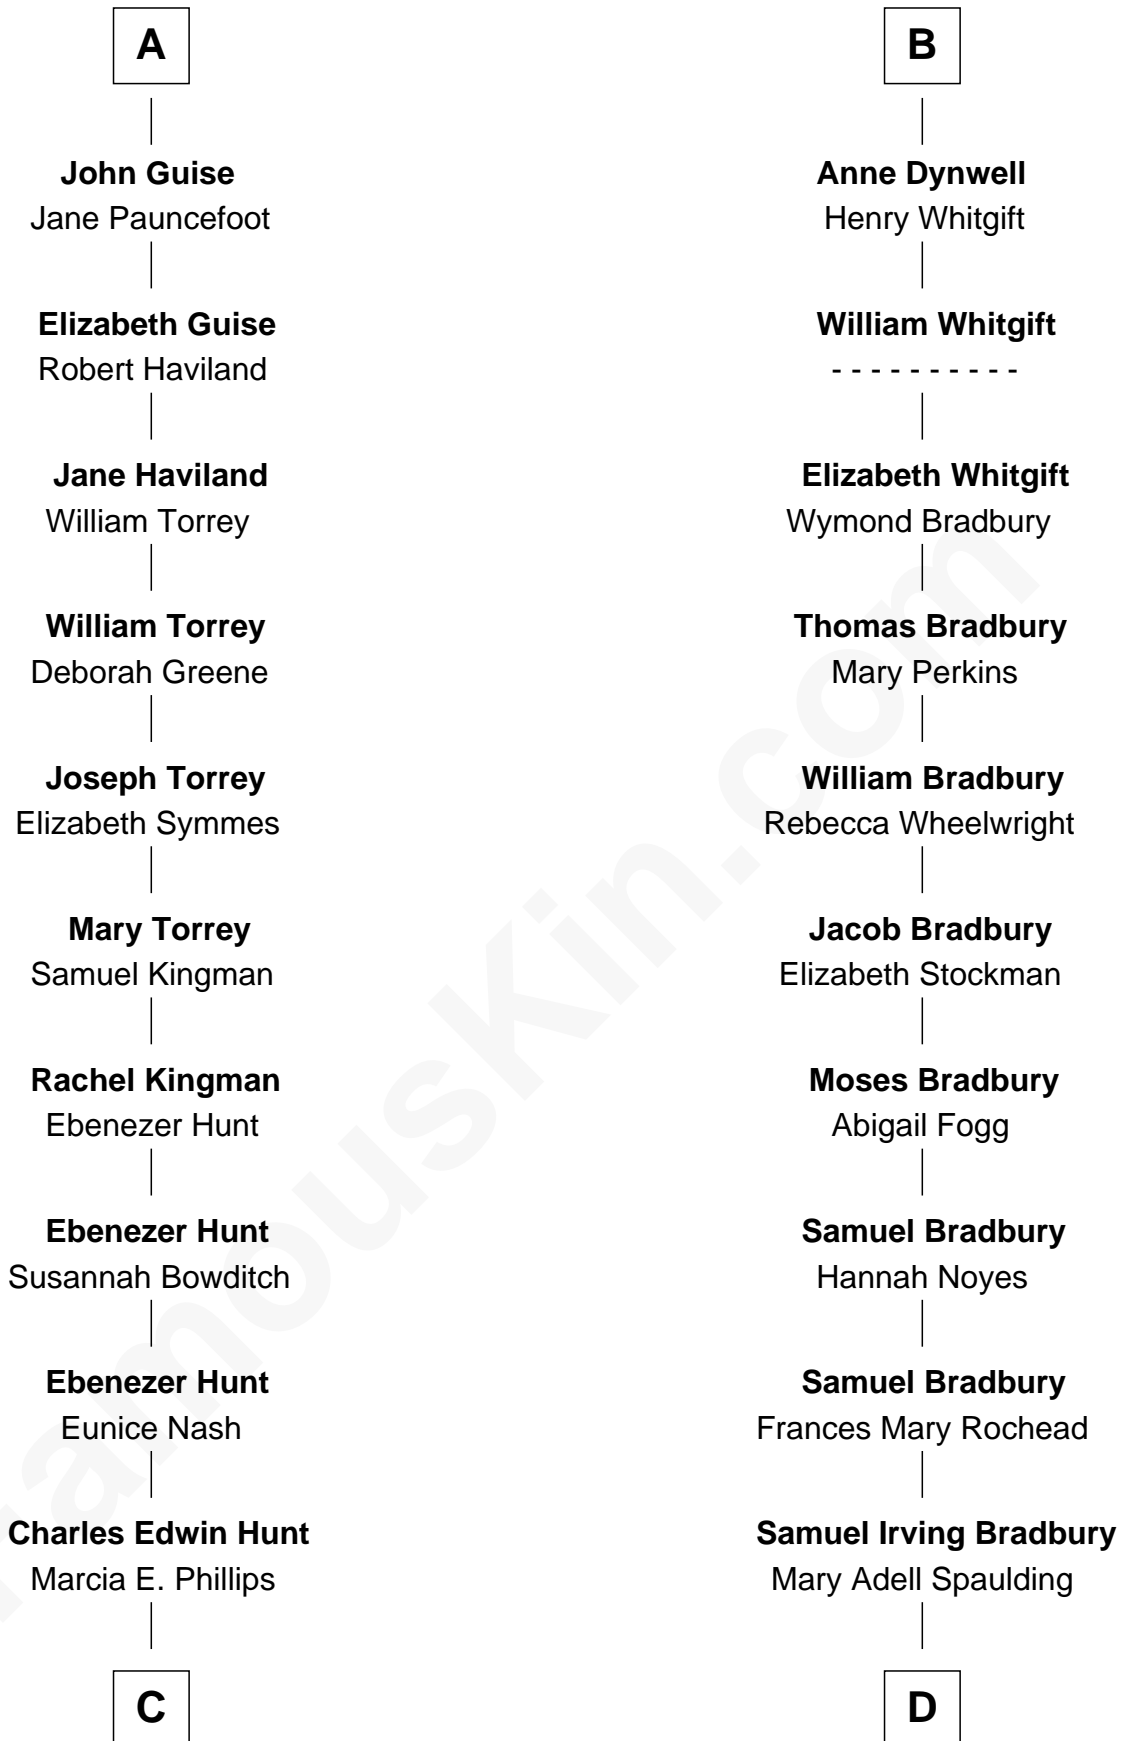 A
John Guise
Jane Pauncefoot
Elizabeth Guise
Robert Haviland
Jane Haviland
William Torrey
William Torrey
Deborah Greene
Joseph Torrey
Elizabeth Symmes
Mary Torrey
Samuel Kingman
Rachel Kingman
Ebenezer Hunt
Ebenezer Hunt
Susannah Bowditch
Ebenezer Hunt
Eunice Nash
Charles Edwin Hunt
Marcia E. Phillips
C
B
Anne Dynwell
Henry Whitgift
William Whitgift
- - - - - - - - - -
Elizabeth Whitgift
Wymond Bradbury
Thomas Bradbury
Mary Perkins
William Bradbury
Rebecca Wheelwright
Jacob Bradbury
Elizabeth Stockman
Moses Bradbury
Abigail Fogg
Samuel Bradbury
Hannah Noyes
Samuel Bradbury
Frances Mary Rochead
Samuel Irving Bradbury
Mary Adell Spaulding
D
FamousKin.com